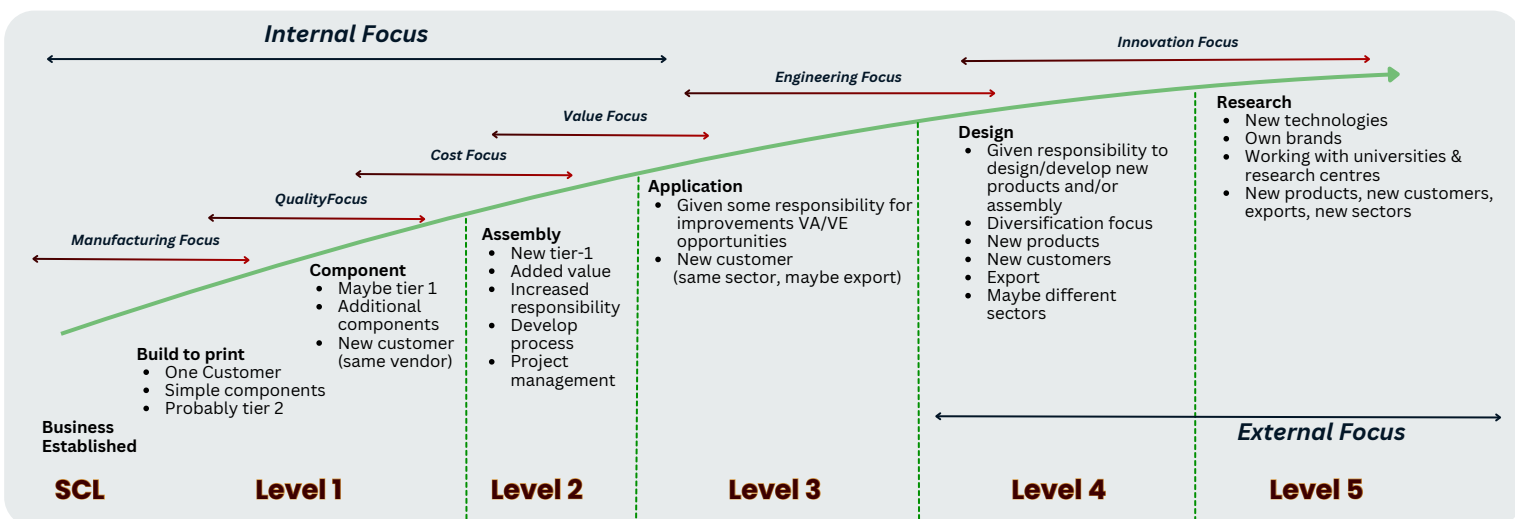 Internal Focus
Innovation Focus
Engineering Focus
Value Focus
Cost Focus
QualityFocus
Manufacturing Focus
Business
Established
Build to print
• One Customer
• Simple components
• Probably tier 2
Component
• Maybe tier 1
• Additional
components
• New customer
(same vendor)
Assembly
• New tier-1
• Added value
• Increased
responsibility
• Develop
process
• Project
management
Application
• Given some responsibility for
improvements VA/VE
opportunities
• New customer
(same sector, maybe export)
Design
• Given responsibility to
design/develop new
products and/or
assembly
• Diversification focus
• New products
• New customers
• Export
• Maybe different
sectors
Research
• New technologies
• Own brands
• Working with universities &
research centres
• New products, new customers,
exports, new sectors
External Focus
SCL
Level 1
Level 2
Level 3
Level 4
Level 5